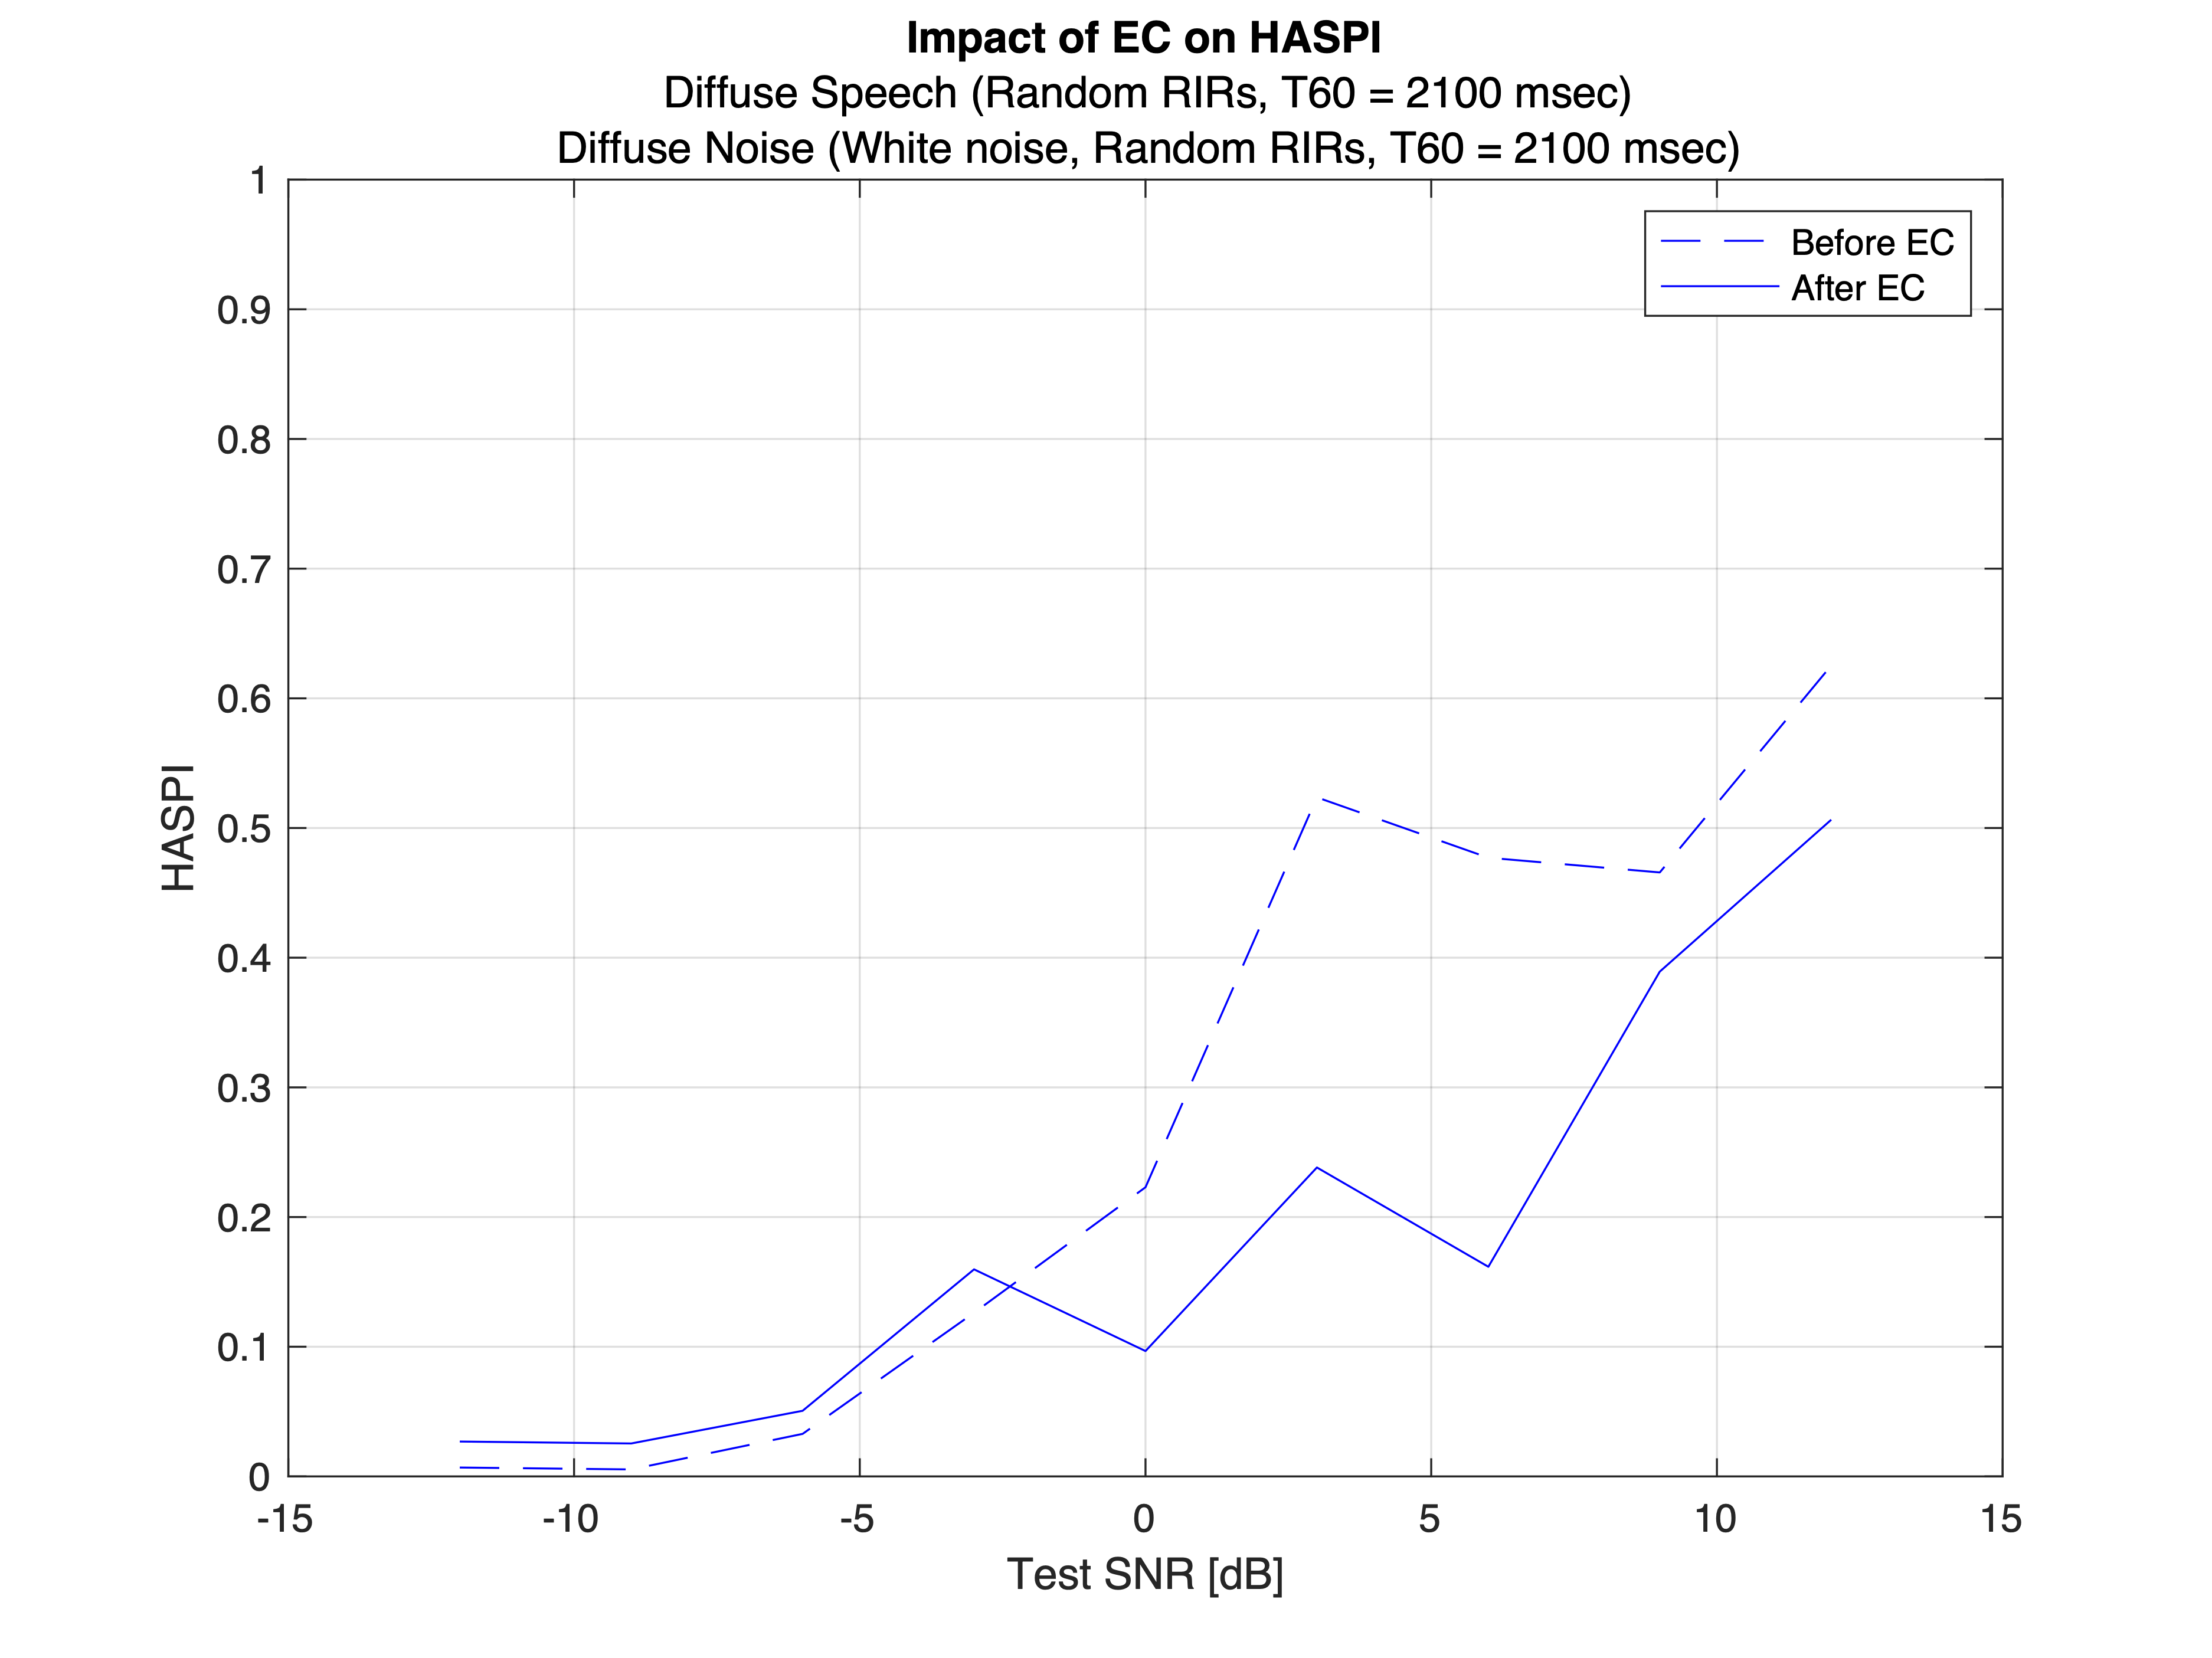 Impact of EC on HASPI
Diffuse Speech (Random RIRs, T60 = 2100 msec)
Diffuse Noise (White noise, Random RIRs, T60 = 2100 msec)
Before EC
After EC
1
0.9
0.8
0.7
0.6
0.5
0.4
0.3
0.2
0.1
0
HASPI
-15 -10 -5 0 5 10 15
Test SNR [dB]